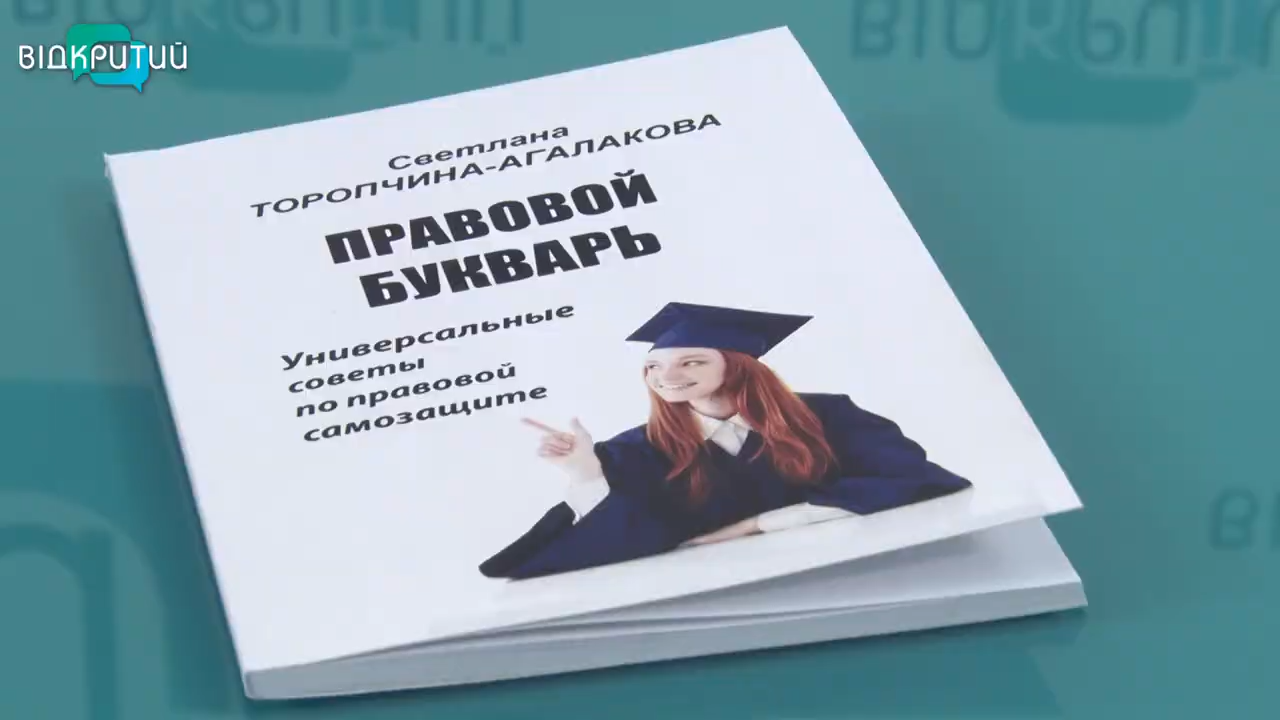 ВІДКРИТИЙ
Светлана
ТОРОПЧИНА-АГАЛАКОВА
ПРАВОВОЙ
БУКВАРЬ
Универсальные
советы
по правовой
самозащите